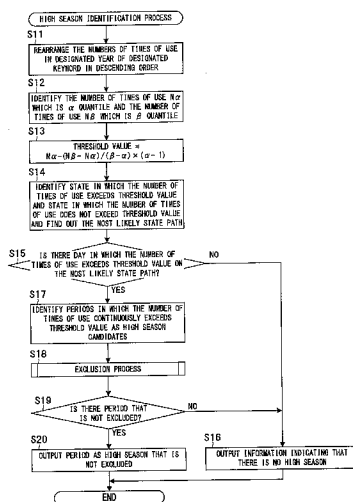 HIGH SEASON IDENTIFICATION PROCESS
S11
REARRANGE THE NUMBERS OF TIMES OF USE
IN DESIGNATED YEAR OF DESIGNATED
KEYWORD IN DESCENDING ORDER
S12
IDENTIFY THE NUMBER OF TIMES OF USE Nα
WHICH IS α QUANTILE AND THE NUMBER
OF TIMES OF USE Nβ WHICH IS β QUANTILE
S13
THRESHOLD VALUE =
Nα-(Nβ-Nα)/(β-α)×(α-1)
S14
IDENTIFY STATE IN WHICH THE NUMBER OF
TIMES OF USE EXCEEDS THRESHOLD VALUE
AND STATE IN WHICH THE NUMBER OF TIMES
OF USE DOES NOT EXCEED THRESHOLD VALUE
AND FIND OUT THE MOST LIKELY STATE PATH
S15
IS THERE DAY IN WHICH THE NUMBER OF
TIMES OF USE EXCEEDS THRESHOLD VALUE ON
THE MOST LIKELY STATE PATH?
NO
YES
S17
IDENTIFY PERIODS IN WHICH THE NUMBER
OF TIMES OF USE CONTINUOUSLY EXCEEDS
THRESHOLD VALUE AS HIGH SEASON
CANDIDATES
S18
EXCLUSION PROCESS
S19
IS THERE PERIOD THAT
IS NOT EXCLUDED?
NO
YES
S20
OUTPUT PERIOD AS HIGH SEASON THAT IS
NOT EXCLUDED
S16
OUTPUT INFORMATION INDICATING THAT
THERE IS NO HIGH SEASON
END